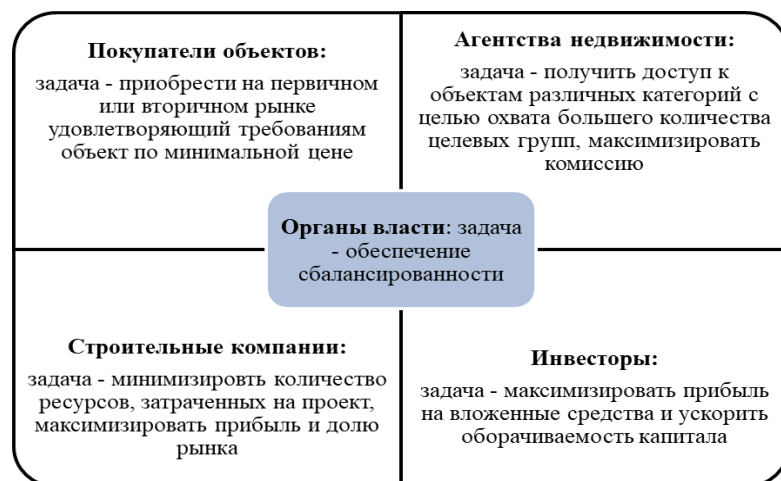 Покупатели объектов:
задача - приобрести на первичном
или вторичном рынке
удовлетворяющий требованиям
объект по минимальной цене
Агентства недвижимости:
задача - получить доступ к
объектам различных категорий с
целью охвата большего количества
целевых групп, максимизировать
комиссию
Органы власти: задача
- обеспечение
сбалансированности
Строительные компании:
задача - минимизировть количество
ресурсов, затраченных на проект,
максимизировать прибыль и долю
рынка
Инвесторы:
задача - максимизировать прибыль
на вложенные средства и ускорить
оборачиваемость капитала